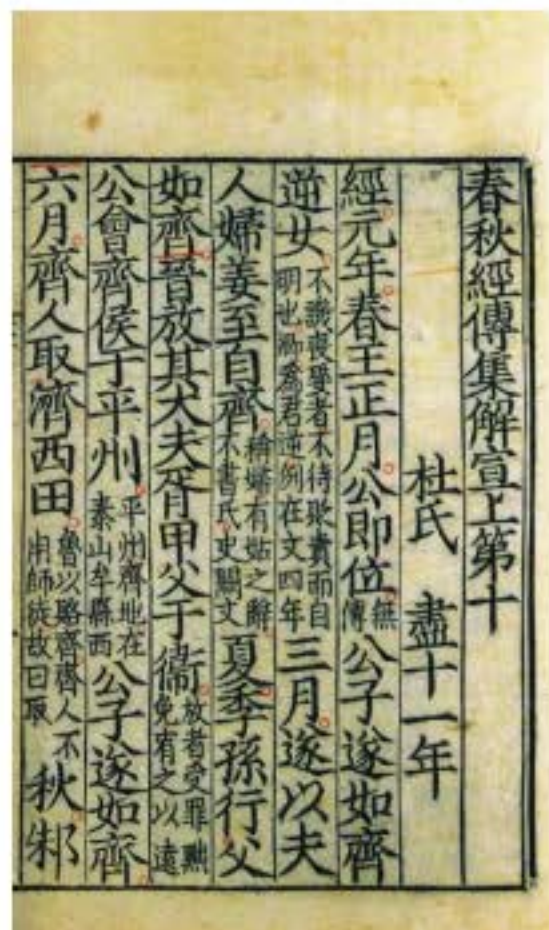 春秋經傳集解宣上第十
杜氏 盡十一年
經元年春王正月公即位無傳公子遂如齊
逆女不譏喪娶者不待貶責而自明也卿爲君逆例在文四年三月遂以夫
人婦姜至自齊稱婦有姑之辭不書氏史闕文夏季孫行父
如齊晉放其大夫胥甲父于衞放者受罪黜免宥之以遠
公會齊侯于平州平州齊地在泰山牟縣西公子遂如齊
六月齊人取濟西田魯以賂齊齊人不用師徒故曰取秋邾